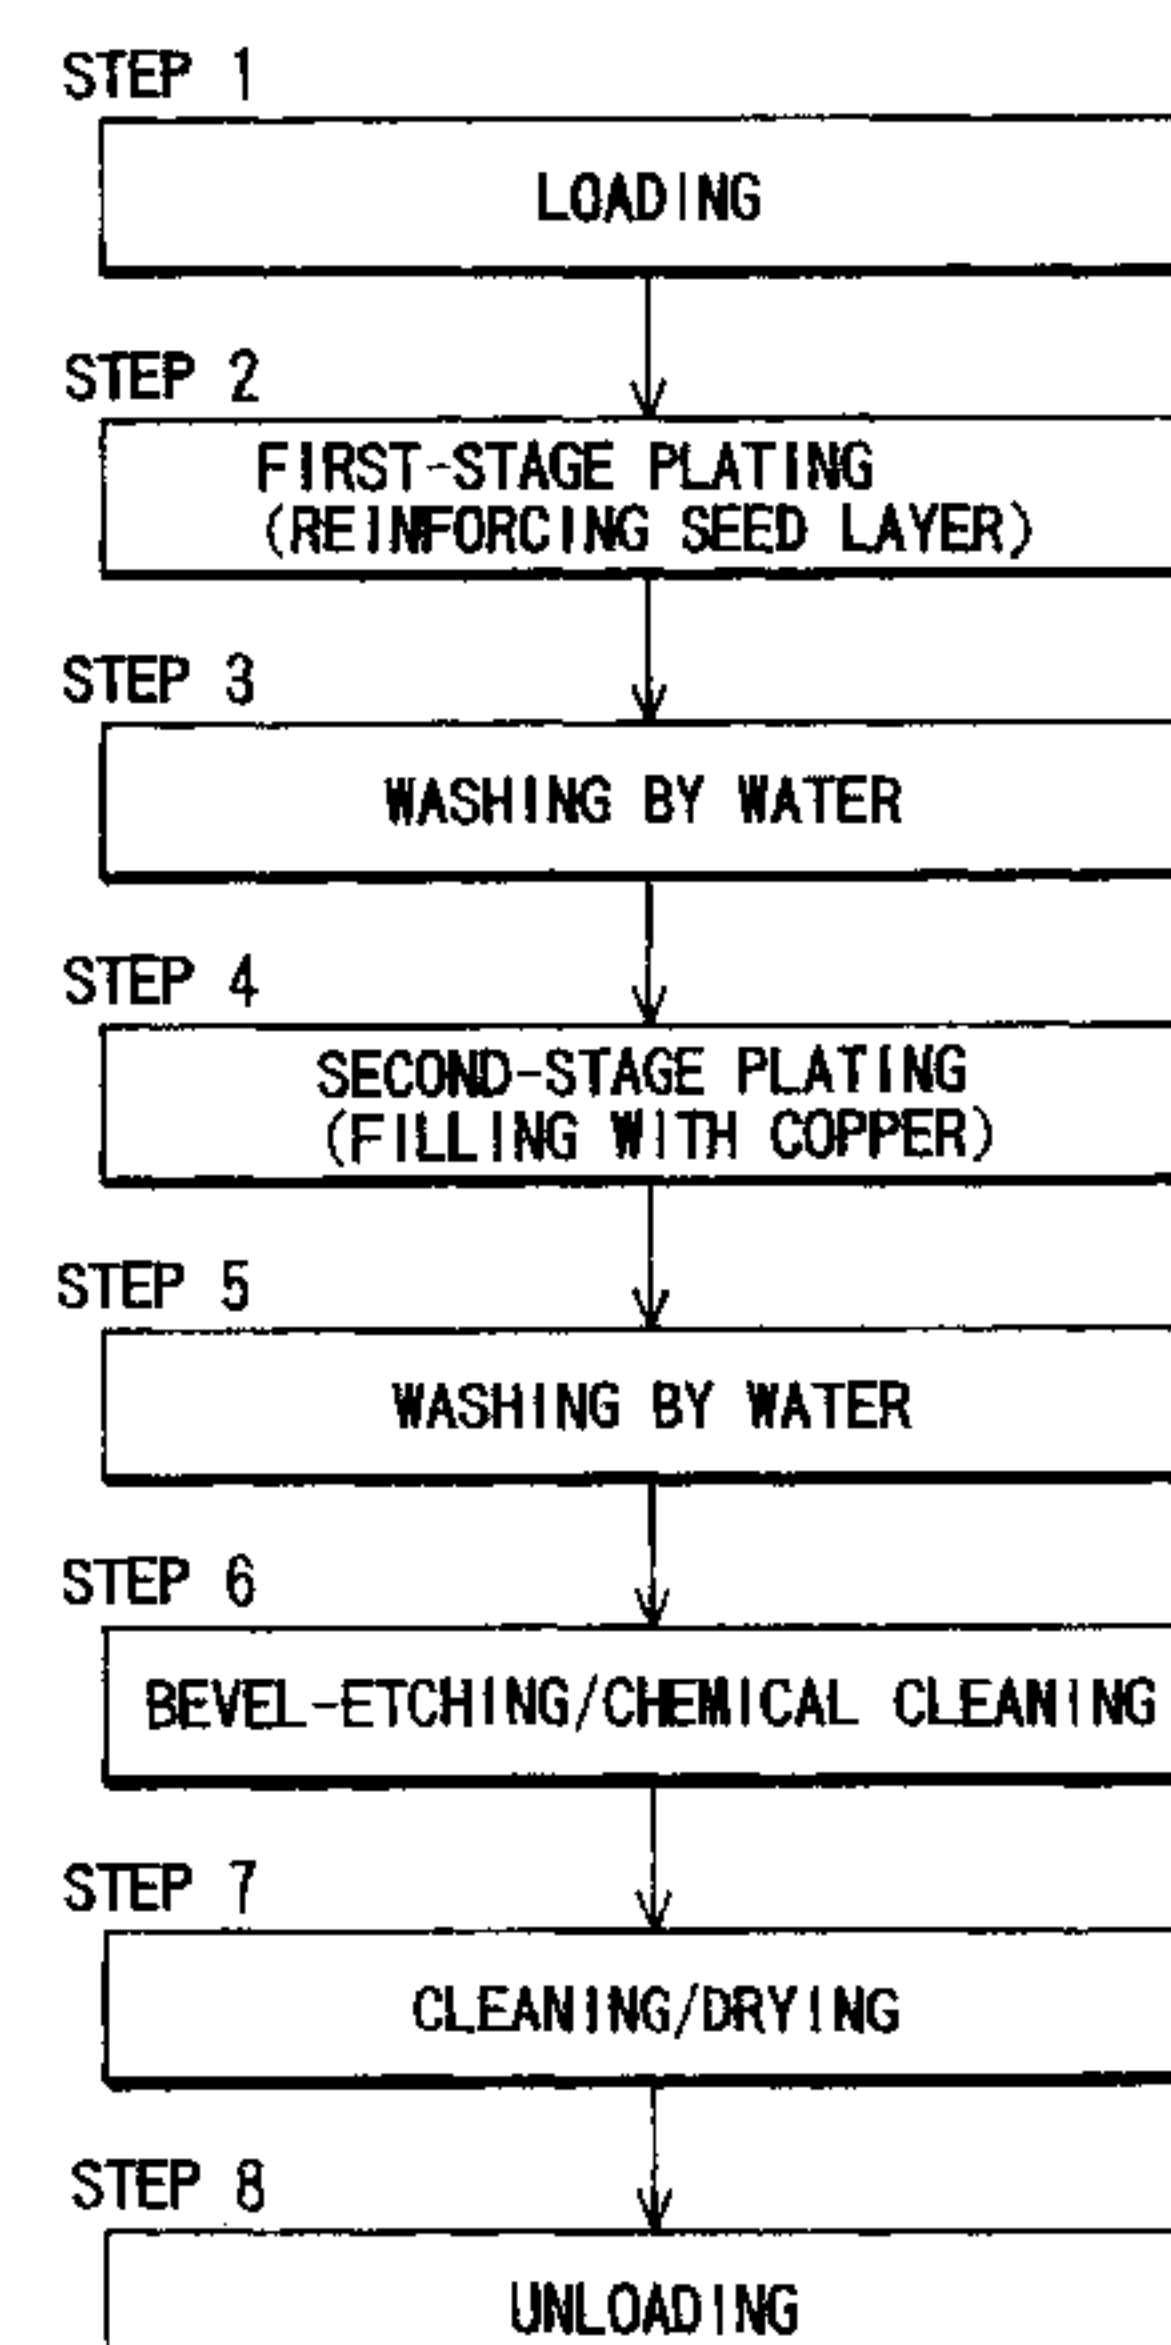 STEP 1
LOADING
STEP 2
FIRST-STAGE PLATING
(REINFORCING SEED LAYER)
STEP 3
WASHING BY WATER
STEP 4
SECOND-STAGE PLATING
(FILLING WITH COPPER)
STEP 5
WASHING BY WATER
STEP 6
BEVEL-ETCHING/CHEMICAL CLEANING
STEP 7
CLEANING/DRYING
STEP 8
UNLOADING